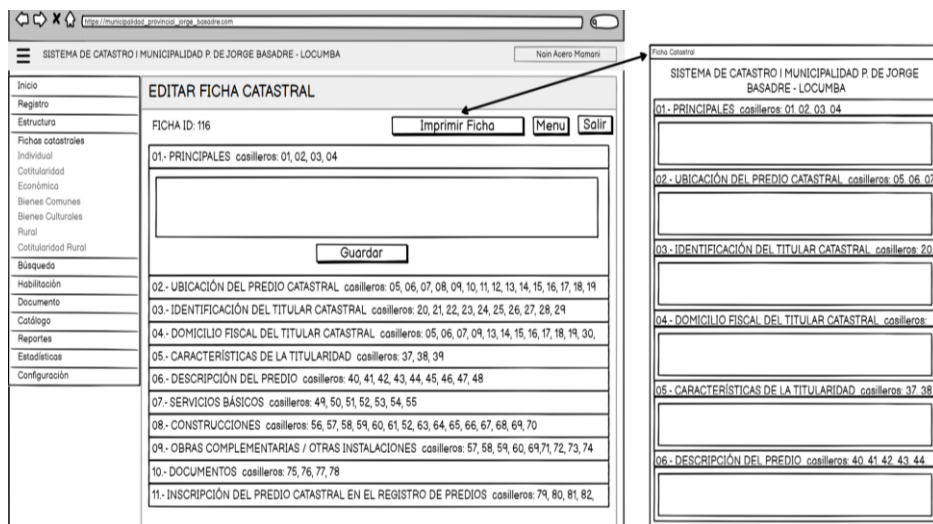 https://municipalidad_provincial_jorge_basadre.com
SISTEMA DE CATASTRO I MUNICIPALIDAD P. DE JORGE BASADRE - LOCUMBA
Nain Acero Mamani
Inicio
Registro
Estructura
Fichas catastrales
Individual
Cotitularidad
Económica
Bienes Comunes
Bienes Culturales
Rural
Cotitularidad Rural
Búsqueda
Habilitación
Documento
Catálogo
Reportes
Estadísticas
Configuración
EDITAR FICHA CATASTRAL
FICHA ID: 116
Imprimir Ficha
Menu
Salir
01.- PRINCIPALES casilleros: 01, 02, 03, 04
Guardar
02.- UBICACIÓN DEL PREDIO CATASTRAL casilleros: 05, 06, 07, 08, 09, 10, 11, 12, 13, 14, 15, 16, 17, 18, 19
03.- IDENTIFICACIÓN DEL TITULAR CATASTRAL casilleros: 20, 21, 22, 23, 24, 25, 26, 27, 28, 29
04.- DOMICILIO FISCAL DEL TITULAR CATASTRAL casilleros: 05, 06, 07, 09, 13, 14, 15, 16, 17, 18, 19, 30,
05.- CARACTERÍSTICAS DE LA TITULARIDAD casilleros: 37, 38, 39
06.- DESCRIPCIÓN DEL PREDIO casilleros: 40, 41, 42, 43, 44, 45, 46, 47, 48
07.- SERVICIOS BÁSICOS casilleros: 49, 50, 51, 52, 53, 54, 55
08.- CONSTRUCCIONES casilleros: 56, 57, 58, 59, 60, 61, 52, 63, 64, 65, 66, 67, 68, 69, 70
09.- OBRAS COMPLEMENTARIAS / OTRAS INSTALACIONES casilleros: 57, 58, 59, 60, 69,71, 72, 73, 74
10.- DOCUMENTOS casilleros: 75, 76, 77, 78
11.- INSCRIPCIÓN DEL PREDIO CATASTRAL EN EL REGISTRO DE PREDIOS casilleros: 79, 80, 81, 82,
Ficha Catastral
SISTEMA DE CATASTRO I MUNICIPALIDAD P. DE JORGE
BASADRE - LOCUMBA
01.- PRINCIPALES casilleros: 01, 02, 03, 04
02.- UBICACIÓN DEL PREDIO CATASTRAL casilleros: 05, 06, 07
03.- IDENTIFICACIÓN DEL TITULAR CATASTRAL casilleros: 20
04.- DOMICILIO FISCAL DEL TITULAR CATASTRAL casilleros:
05.- CARACTERÍSTICAS DE LA TITULARIDAD casilleros: 37, 38,
06.- DESCRIPCIÓN DEL PREDIO casilleros: 40, 41, 42, 43, 44,